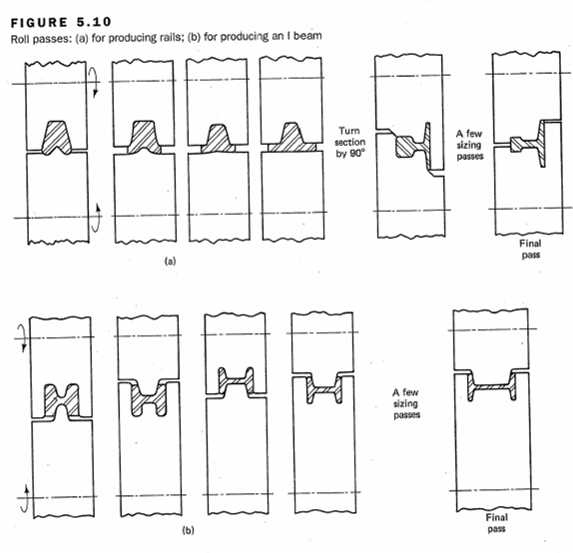 FIGURE 5.10
Roll passes: (a) for producing rails; (b) for producing an I beam
Turn
section
by 90°
A few
sizing
passes
Final
pass
(a)
A few
sizing
passes
Final
pass
(b)